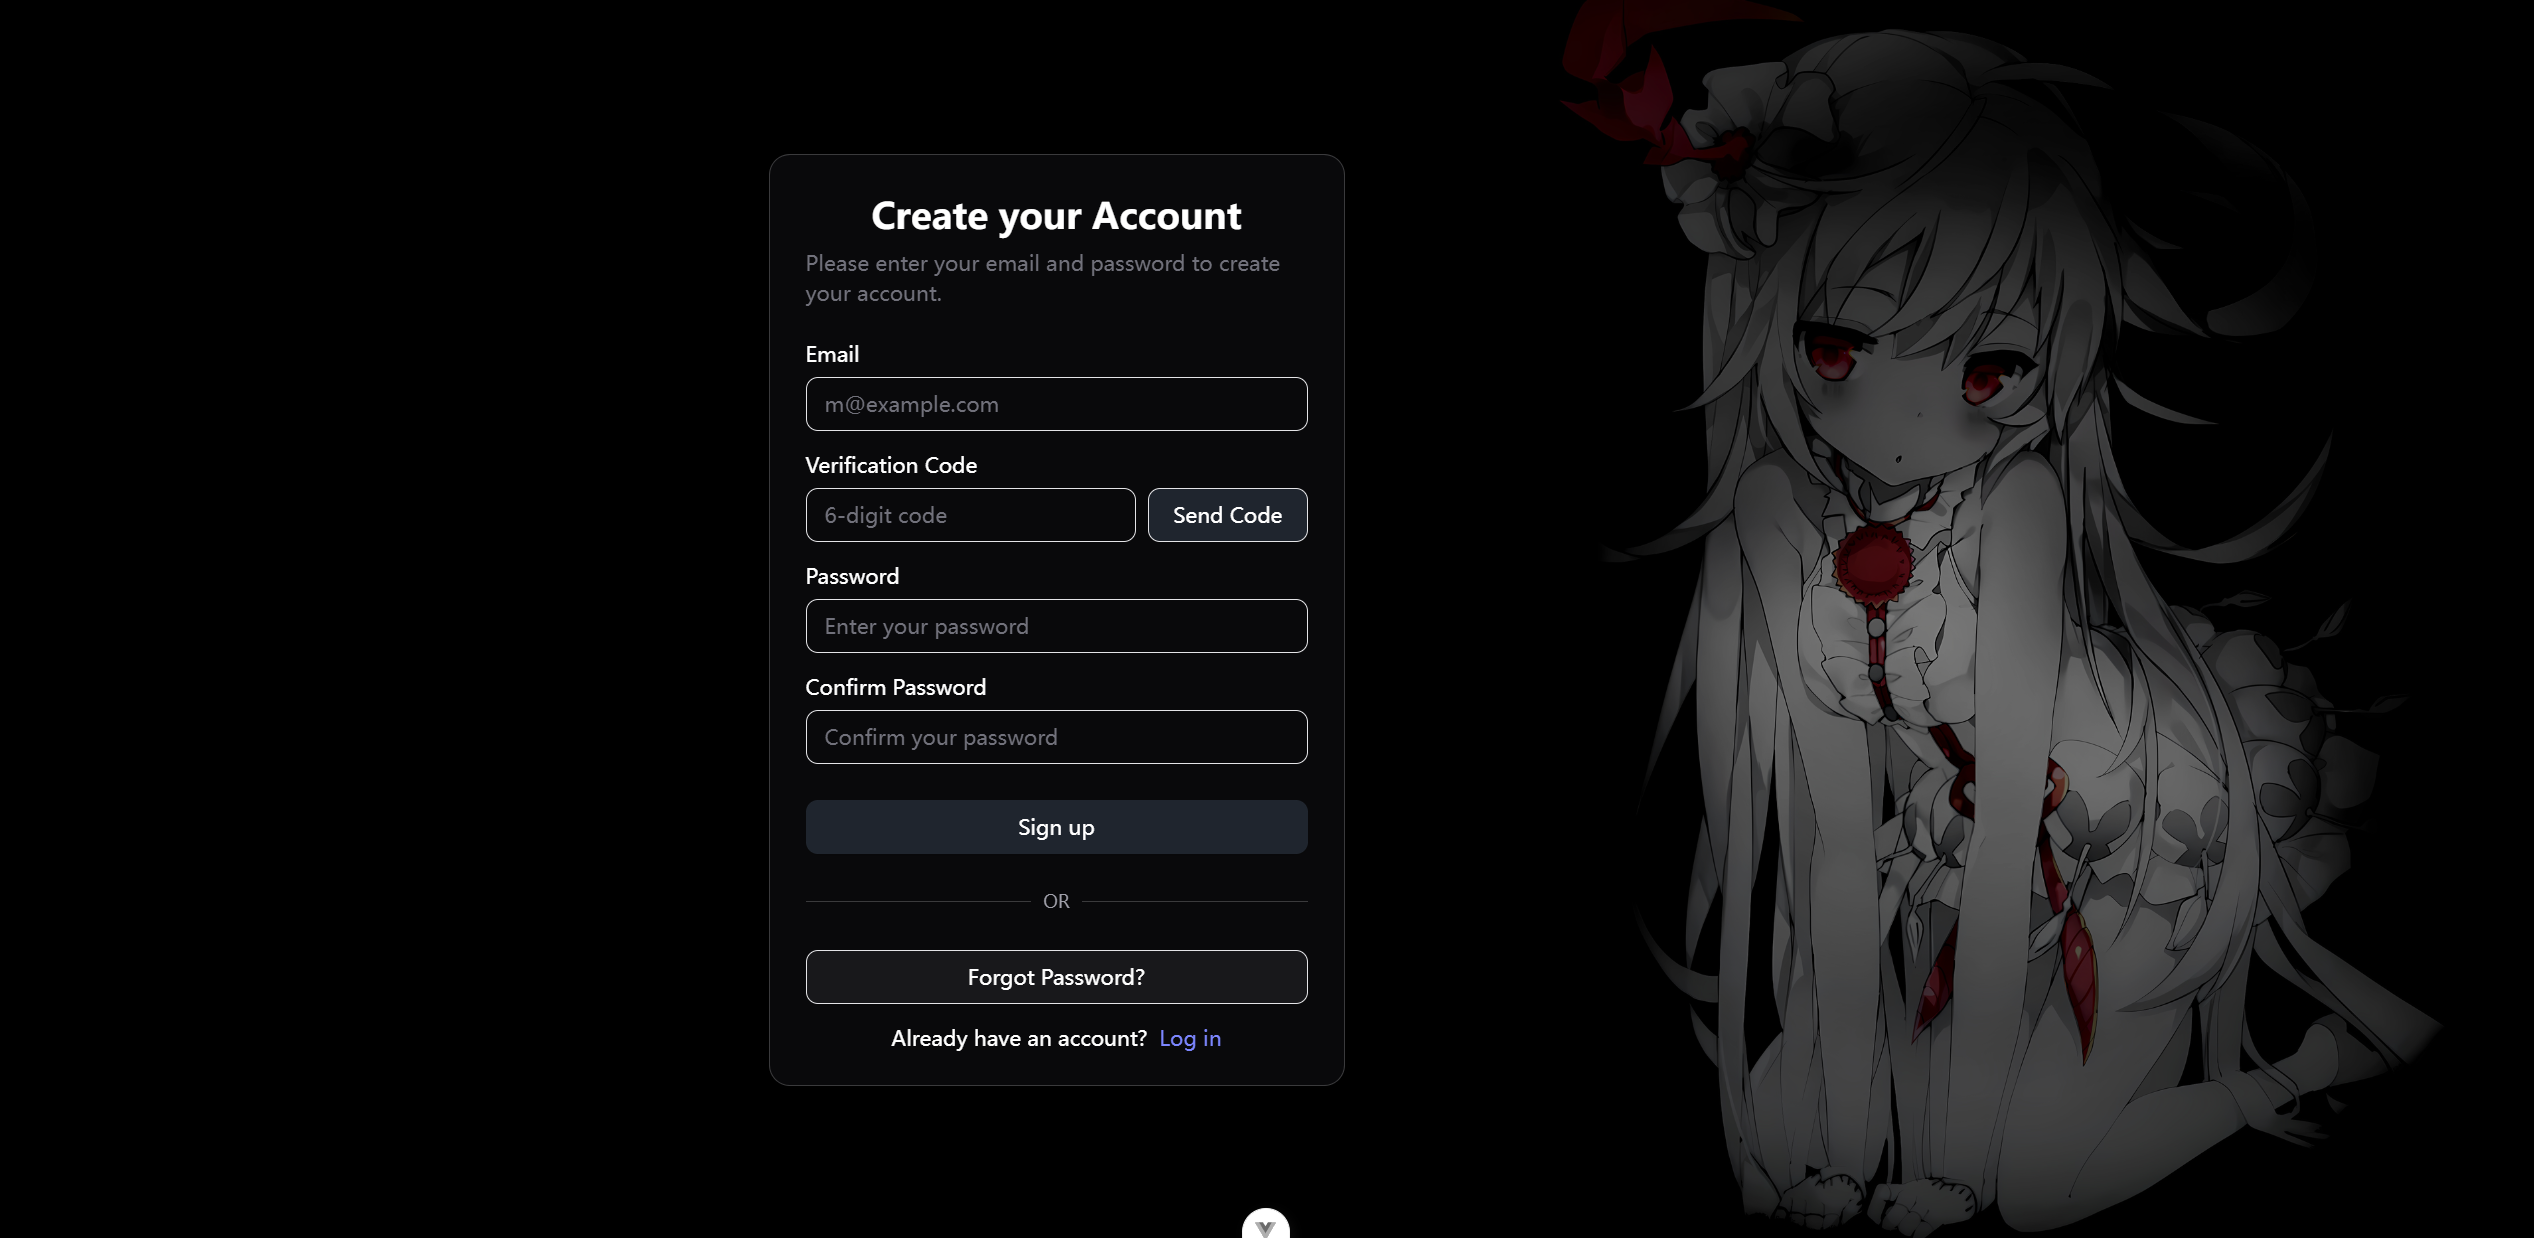 Create your Account
Please enter your email and password to create
your account.
Email
m@example.com
Verification Code
6-digit code
Send Code
Password
Enter your password
Confirm Password
Confirm your password
Sign up
OR
Forgot Password?
Already have an account? Log in